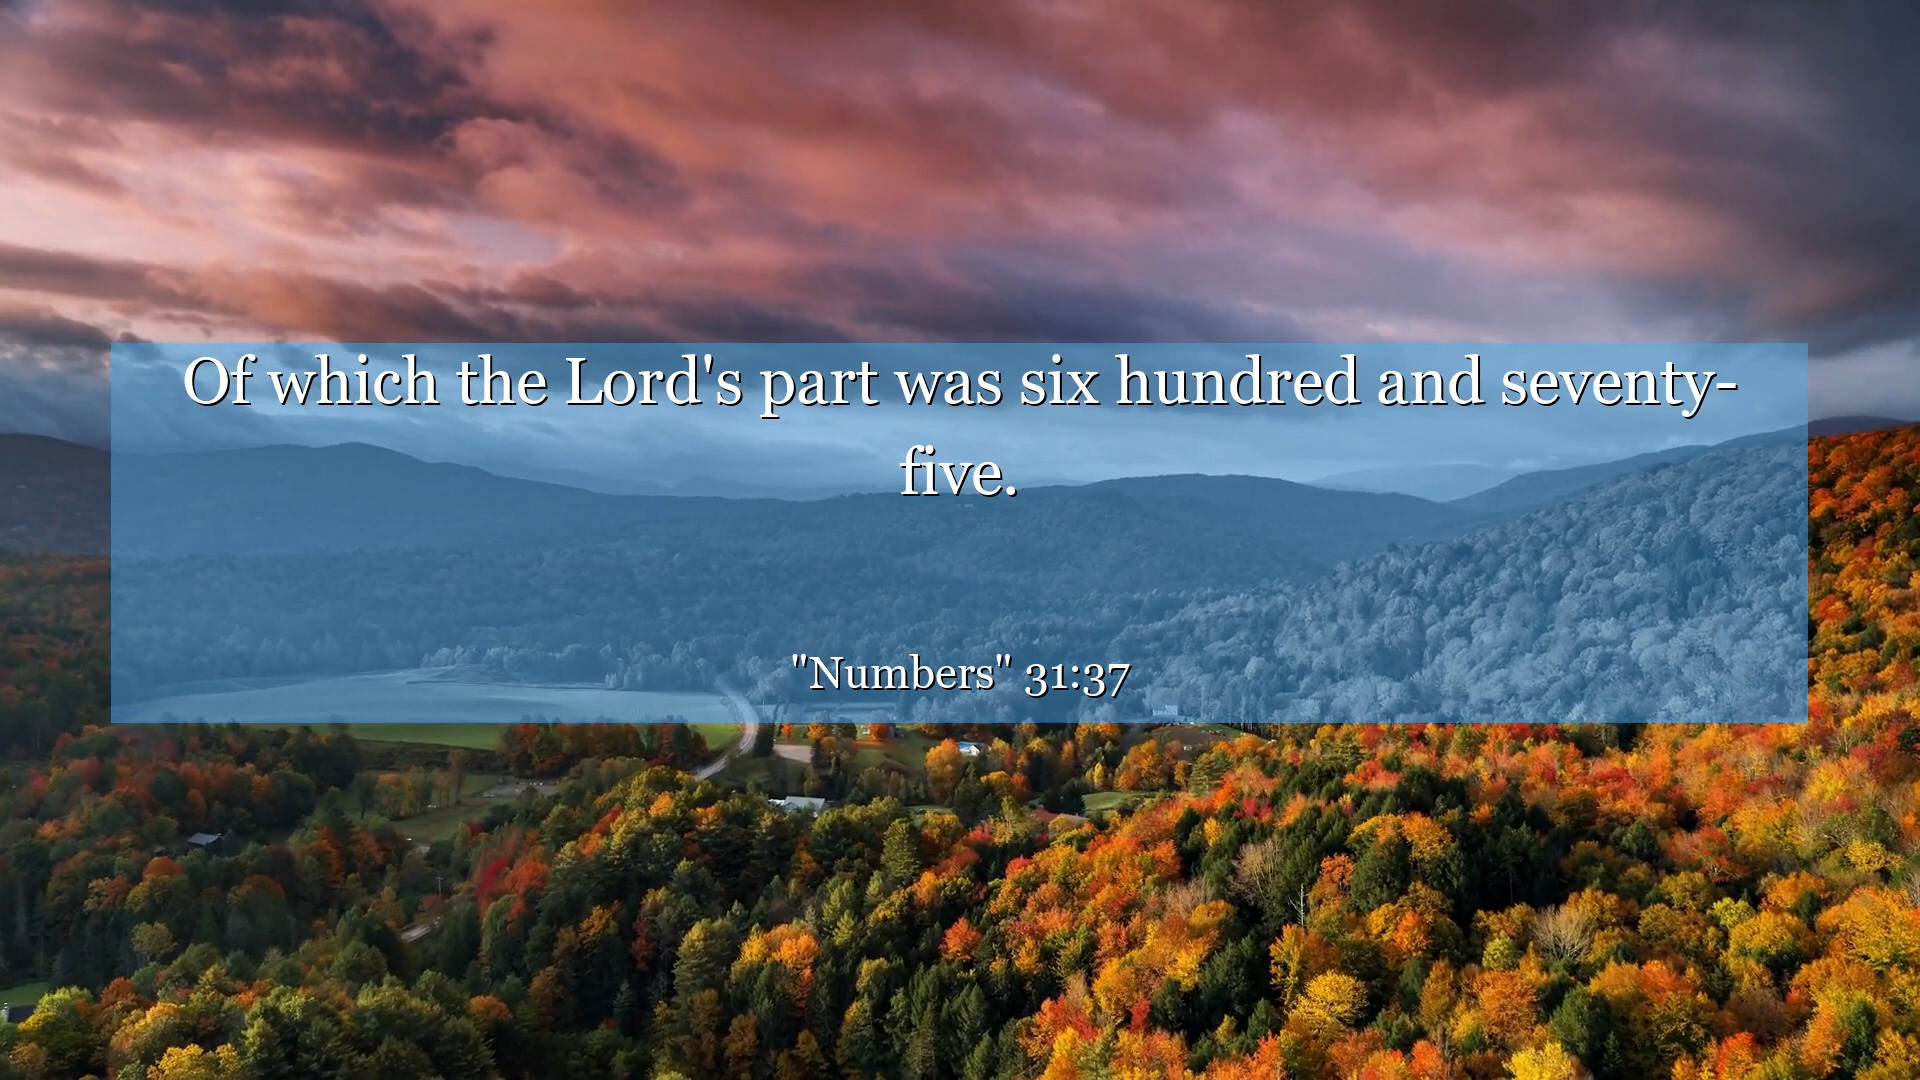 Of which the Lord's part was six hundred and seventy-
five.
"Numbers" 31:37